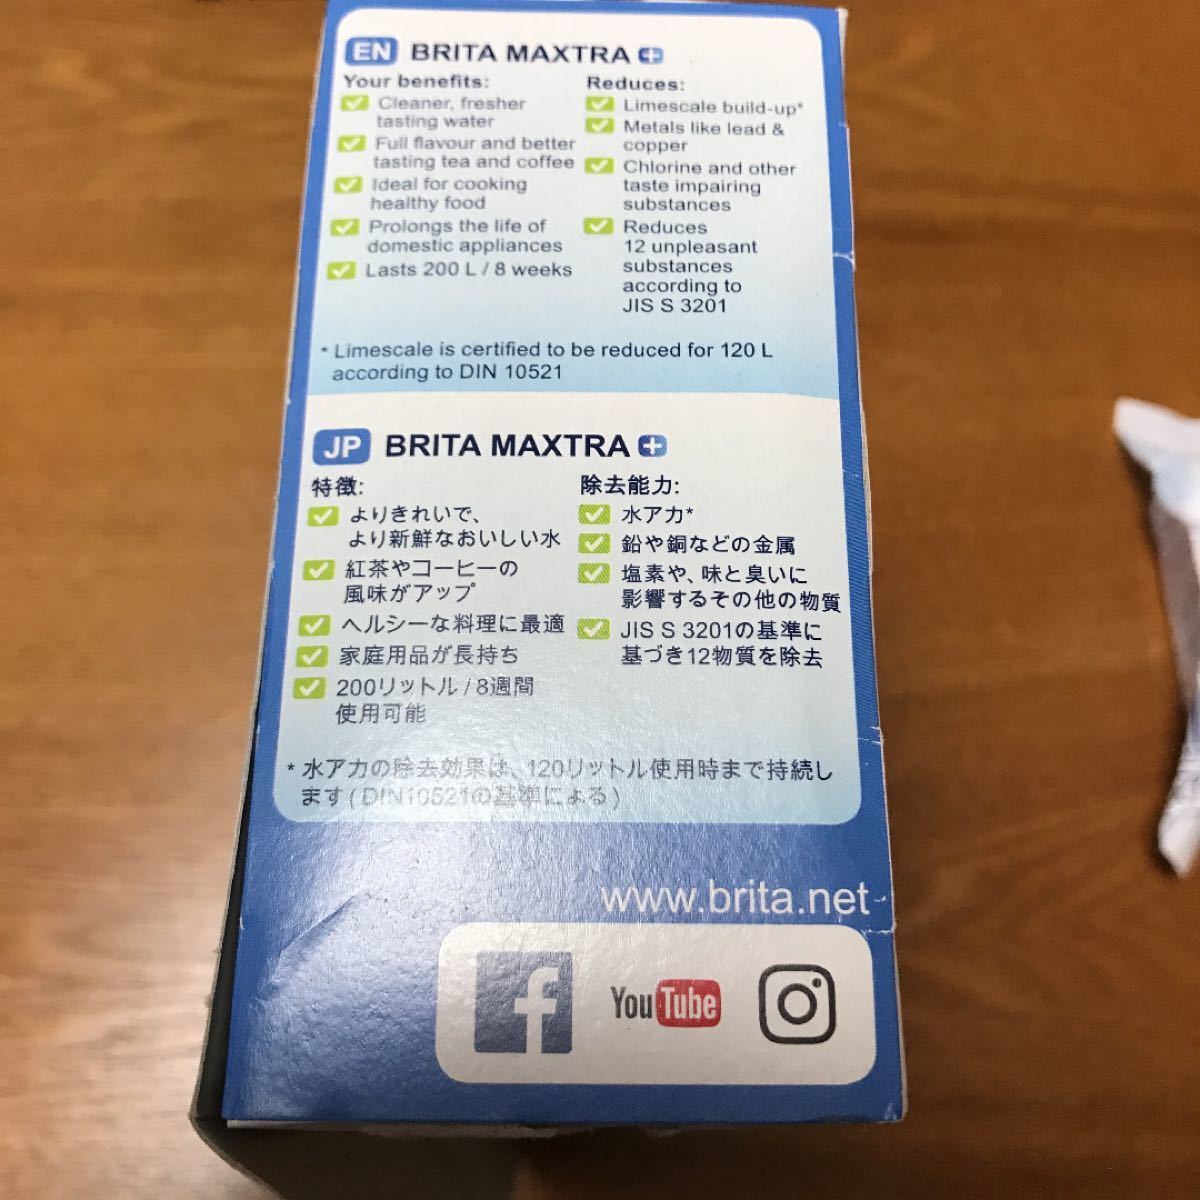 EN BRITA MAXTRA+
Your benefits:
Cleaner, fresher
tasting water
Full flavour and better
tasting tea and coffee
Ideal for cooking
healthy food
Prolongs the life of
domestic appliances
Lasts 200 L / 8 weeks
Reduces:
Limescale build-up*
Metals like lead &
copper
Chlorine and other
taste impairing
substances
Reduces
12 unpleasant
substances
according to
JIS S 3201
* Limescale is certified to be reduced for 120 L
according to DIN 10521
JP BRITA MAXTRA+
特徴:
よりきれいで、
より新鮮なおいしい水
紅茶やコーヒーの
風味がアップ
ヘルシーな料理に最適
家庭用品が長持ち
200リットル / 8週間
使用可能
除去能力:
水アカ*
鉛や銅などの金属
塩素や、味と臭いに
影響するその他の物質
JIS S 3201の基準に
基づき12物質を除去
* 水アカの除去効果は、120リットル使用時まで持続し
ます ( DIN10521の基準による )
www.brita.net
f
YouTube